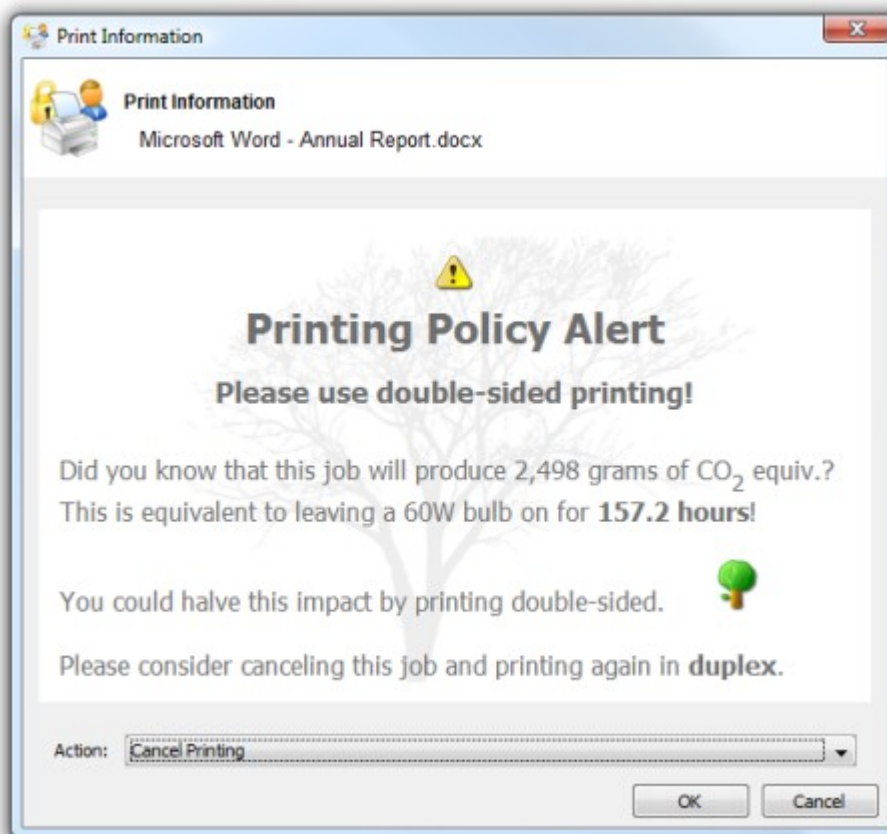 Print Information
Print Information
Microsoft Word - Annual Report.docx
Printing Policy Alert
Please use double-sided printing!
Did you know that this job will produce 2,498 grams of CO₂ equiv.?
This is equivalent to leaving a 60W bulb on for 157.2 hours!
You could halve this impact by printing double-sided.
Please consider canceling this job and printing again in duplex.
Action: Cancel Printing
OK Cancel